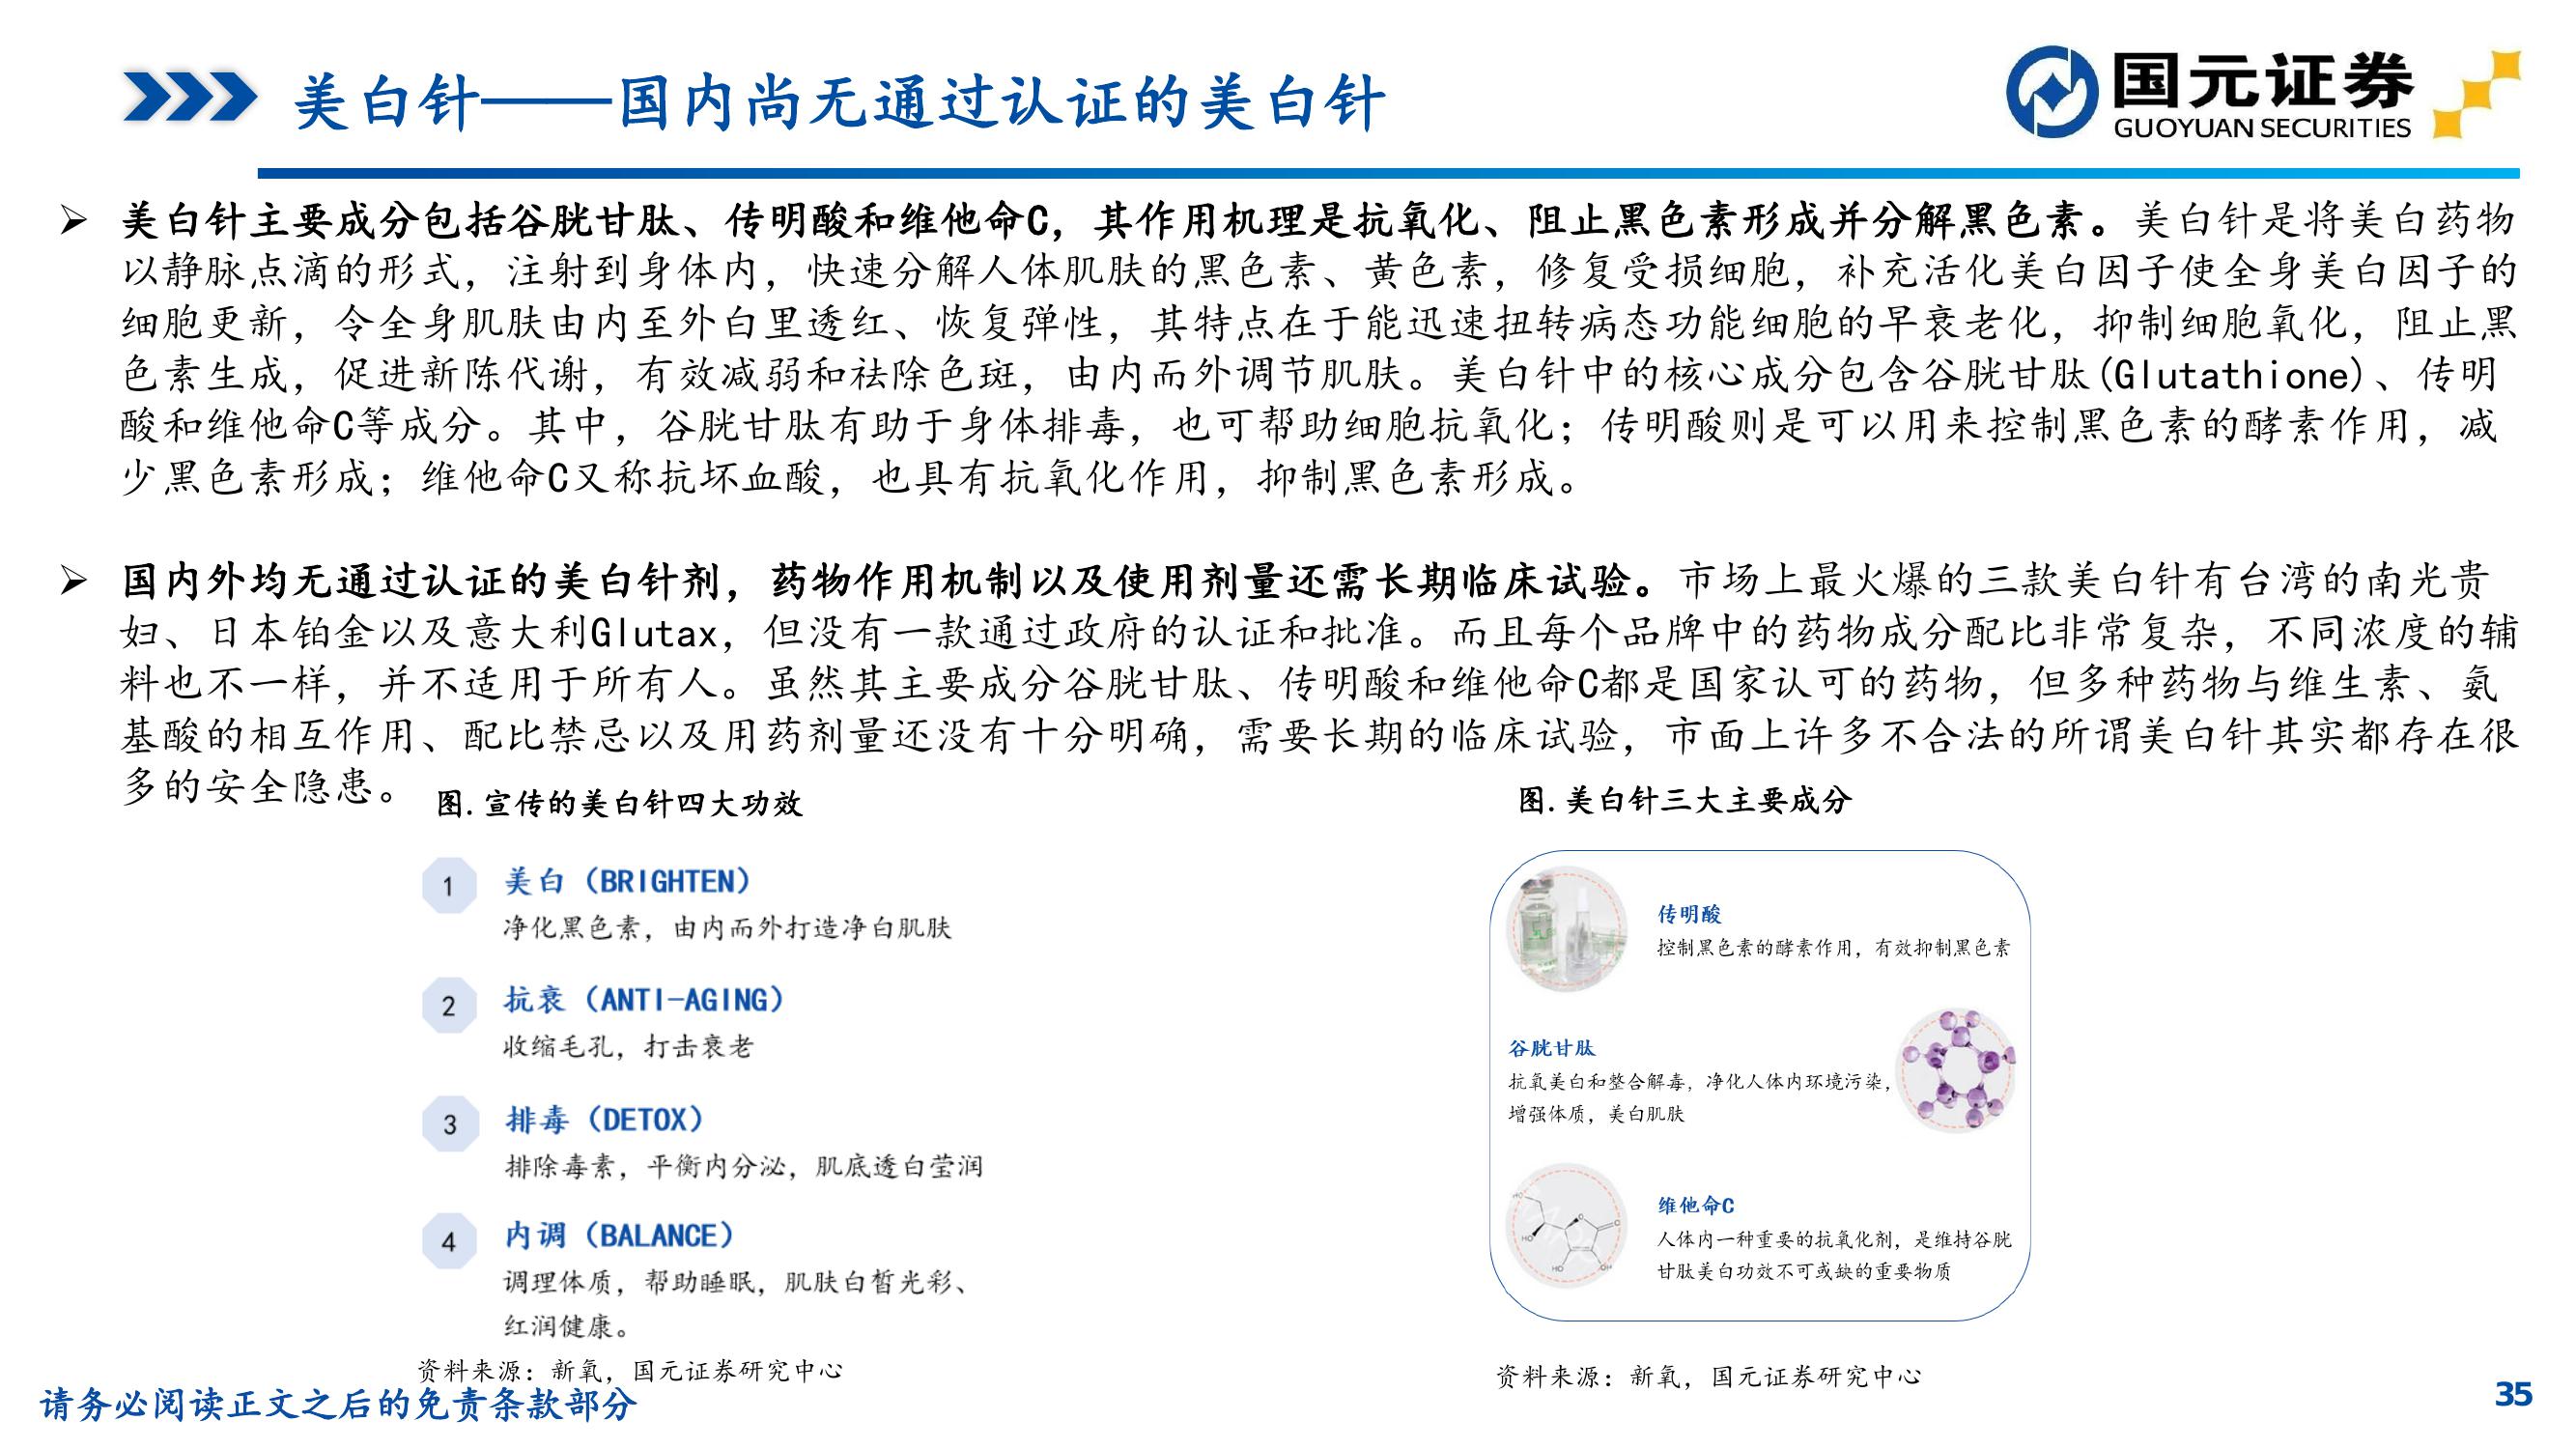 美白针——国内尚无通过认证的美白针
国元证券
GUOYUAN SECURITIES
➢ 美白针主要成分包括谷胱甘肽、传明酸和维他命C，其作用机理是抗氧化、阻止黑色素形成并分解黑色素。美白针是将美白药物
以静脉点滴的形式，注射到身体内，快速分解人体肌肤的黑色素、黄色素，修复受损细胞，补充活化美白因子使全身美白因子的
细胞更新，令全身肌肤由内至外白里透红、恢复弹性，其特点在于能迅速扭转病态功能细胞的早衰老化，抑制细胞氧化，阻止黑
色素生成，促进新陈代谢，有效减弱和祛除色斑，由内而外调节肌肤。美白针中的核心成分包含谷胱甘肽(Glutathione)、传明
酸和维他命C等成分。其中，谷胱甘肽有助于身体排毒，也可帮助细胞抗氧化；传明酸则是可以用来控制黑色素的酵素作用，减
少黑色素形成；维他命C又称抗坏血酸，也具有抗氧化作用，抑制黑色素形成。
➢ 国内外均无通过认证的美白针剂，药物作用机制以及使用剂量还需长期临床试验。市场上最火爆的三款美白针有台湾的南光贵
妇、日本铂金以及意大利Glutax，但没有一款通过政府的认证和批准。而且每个品牌中的药物成分配比非常复杂，不同浓度的辅
料也不一样，并不适用于所有人。虽然其主要成分谷胱甘肽、传明酸和维他命C都是国家认可的药物，但多种药物与维生素、氨
基酸的相互作用、配比禁忌以及用药剂量还没有十分明确，需要长期的临床试验，市面上许多不合法的所谓美白针其实都存在很
多的安全隐患。
图.宣传的美白针四大功效
1
美白（BRIGHTEN）
净化黑色素，由内而外打造净白肌肤
2
抗衰（ANTI-AGING）
收缩毛孔，打击衰老
3
排毒（DETOX）
排除毒素，平衡内分泌，肌底透白莹润
4
内调（BALANCE）
调理体质，帮助睡眠，肌肤白皙光彩、
红润健康。
资料来源：新氧，国元证券研究中心
图.美白针三大主要成分
传明酸
控制黑色素的酵素作用，有效抑制黑色素
谷胱甘肽
抗氧美白和整合解毒，净化人体内环境污染，
增强体质，美白肌肤
维他命C
人体内一种重要的抗氧化剂，是维持谷胱
甘肽美白功效不可或缺的重要物质
HO
HO
HO
OH
O
O
资料来源：新氧，国元证券研究中心
请务必阅读正文之后的免责条款部分
35